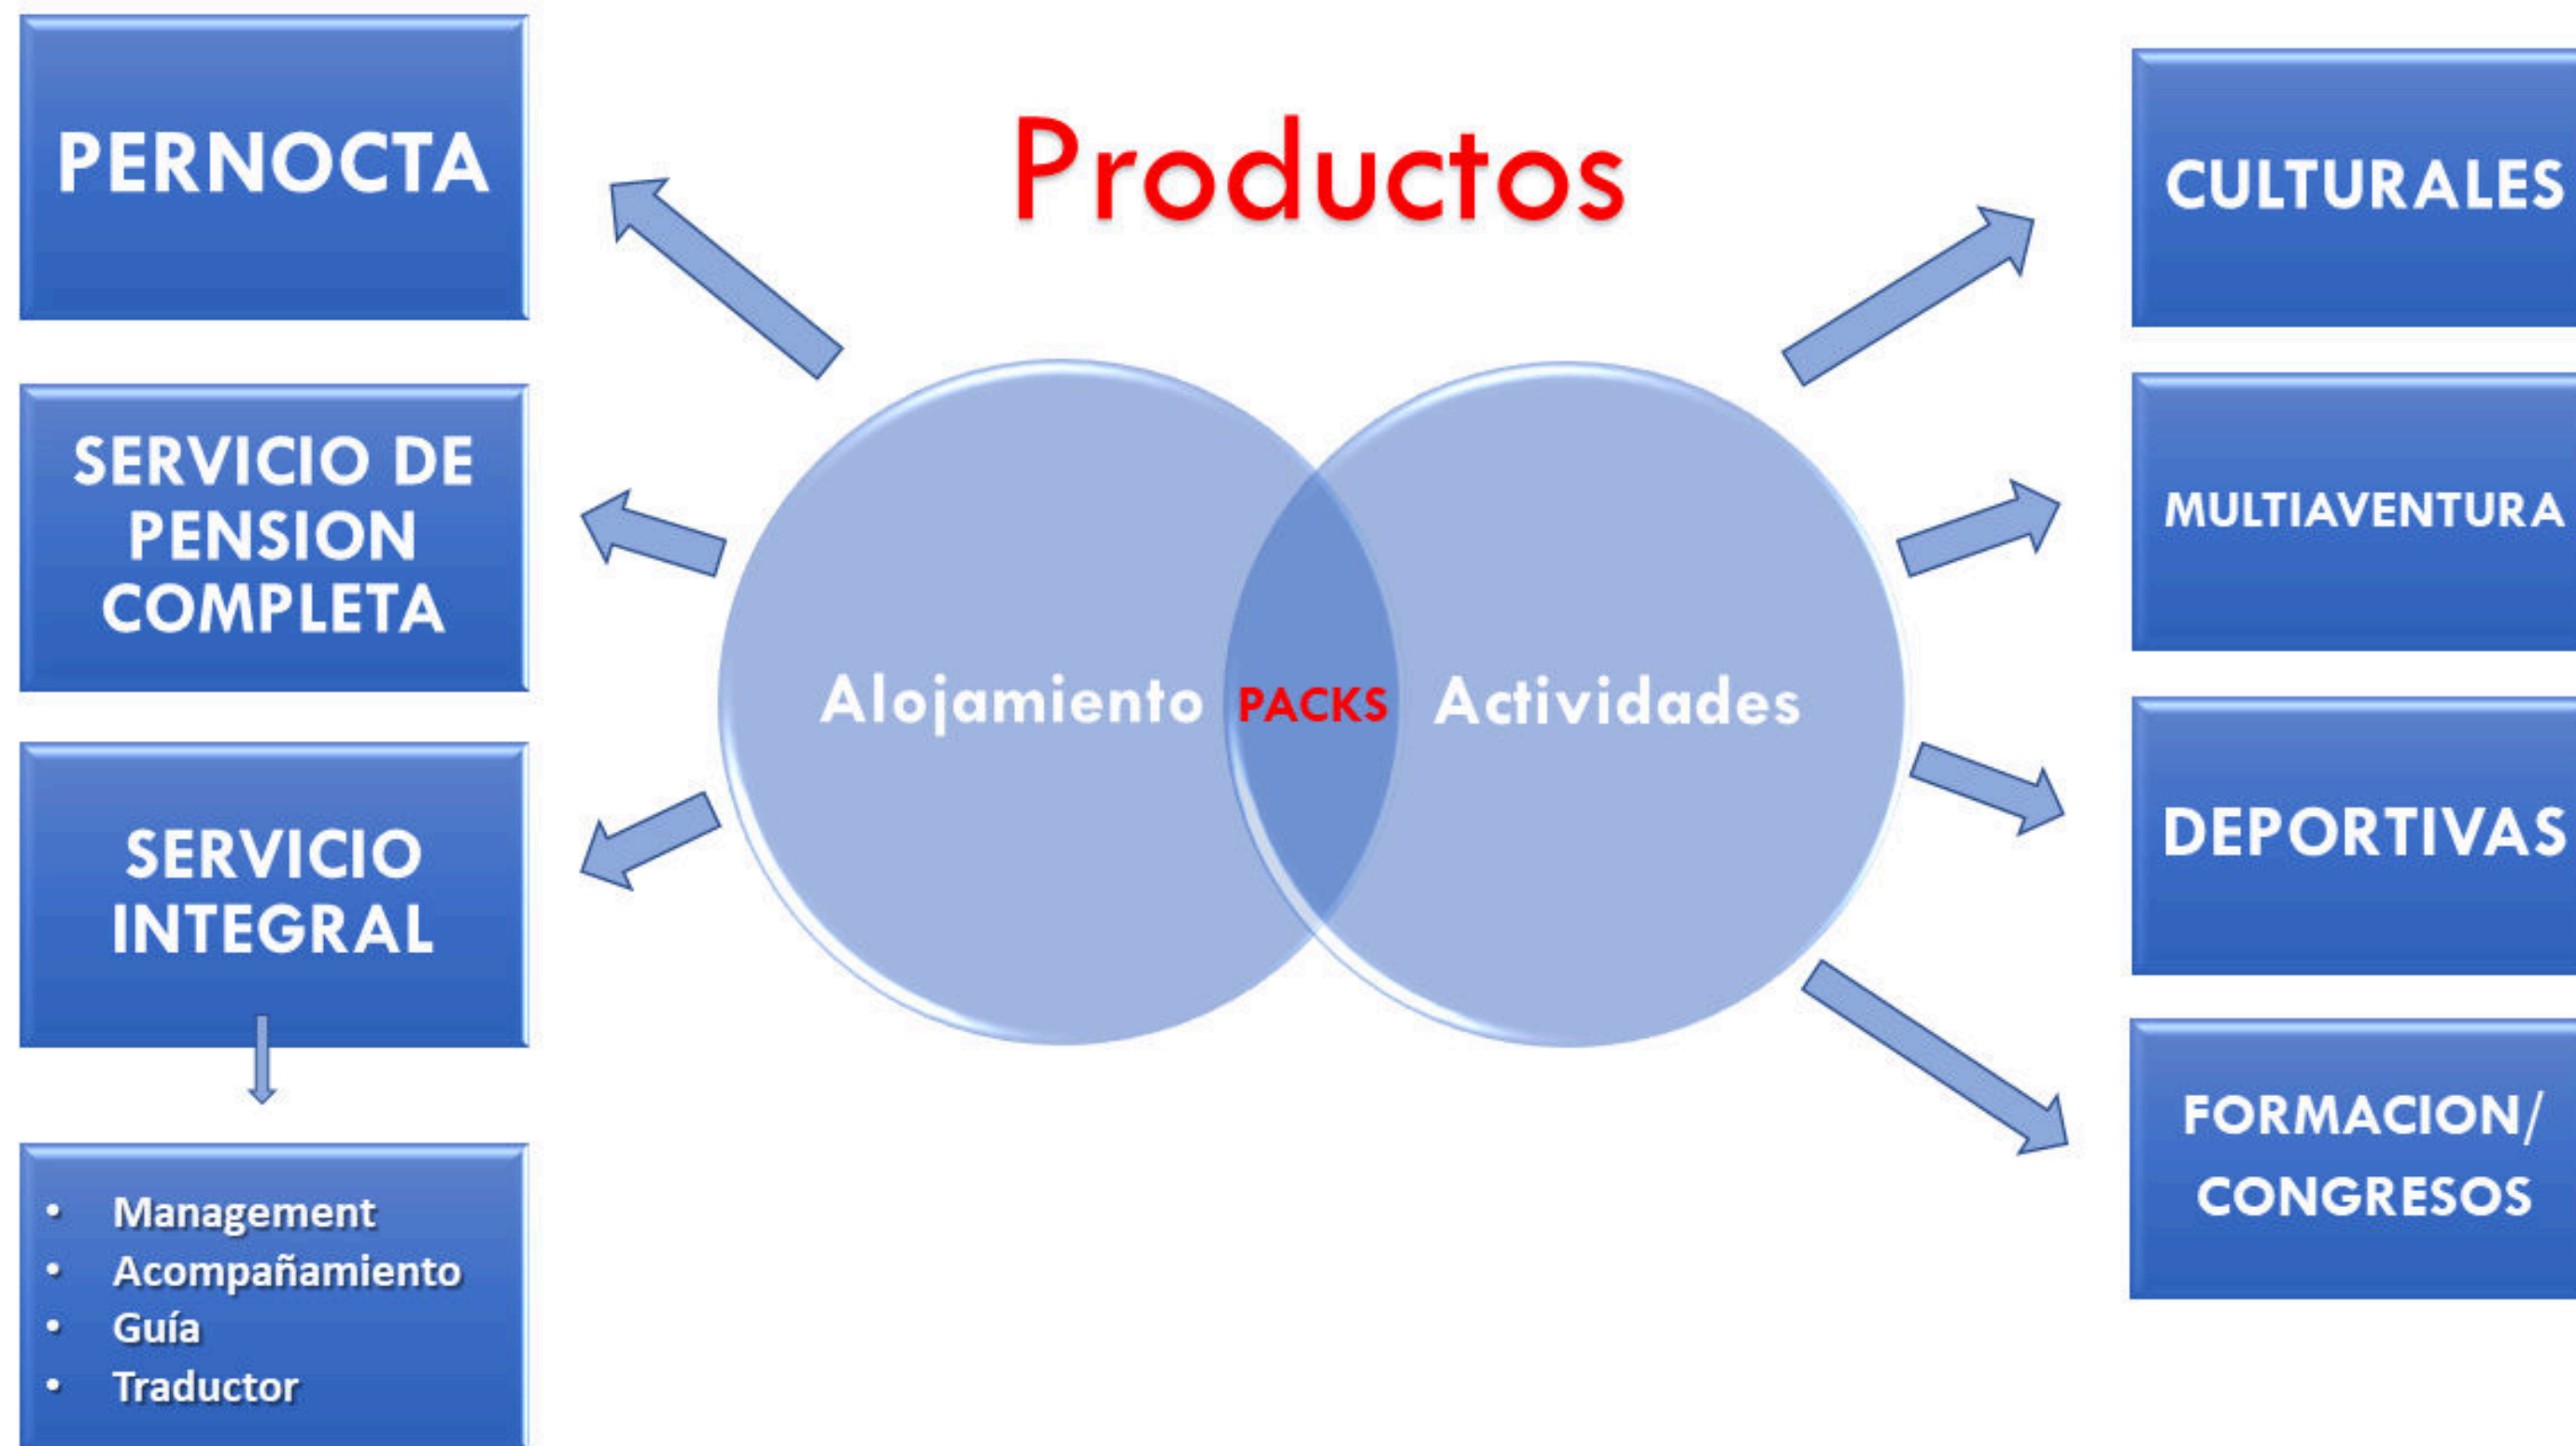 Productos
PERNOCTA
SERVICIO DE
PENSION
COMPLETA
SERVICIO
INTEGRAL
• Management
• Acompañamiento
• Guía
• Traductor
Alojamiento
PACKS
Actividades
CULTURALES
MULTIAVENTURA
DEPORTIVAS
FORMACION/
CONGRESOS